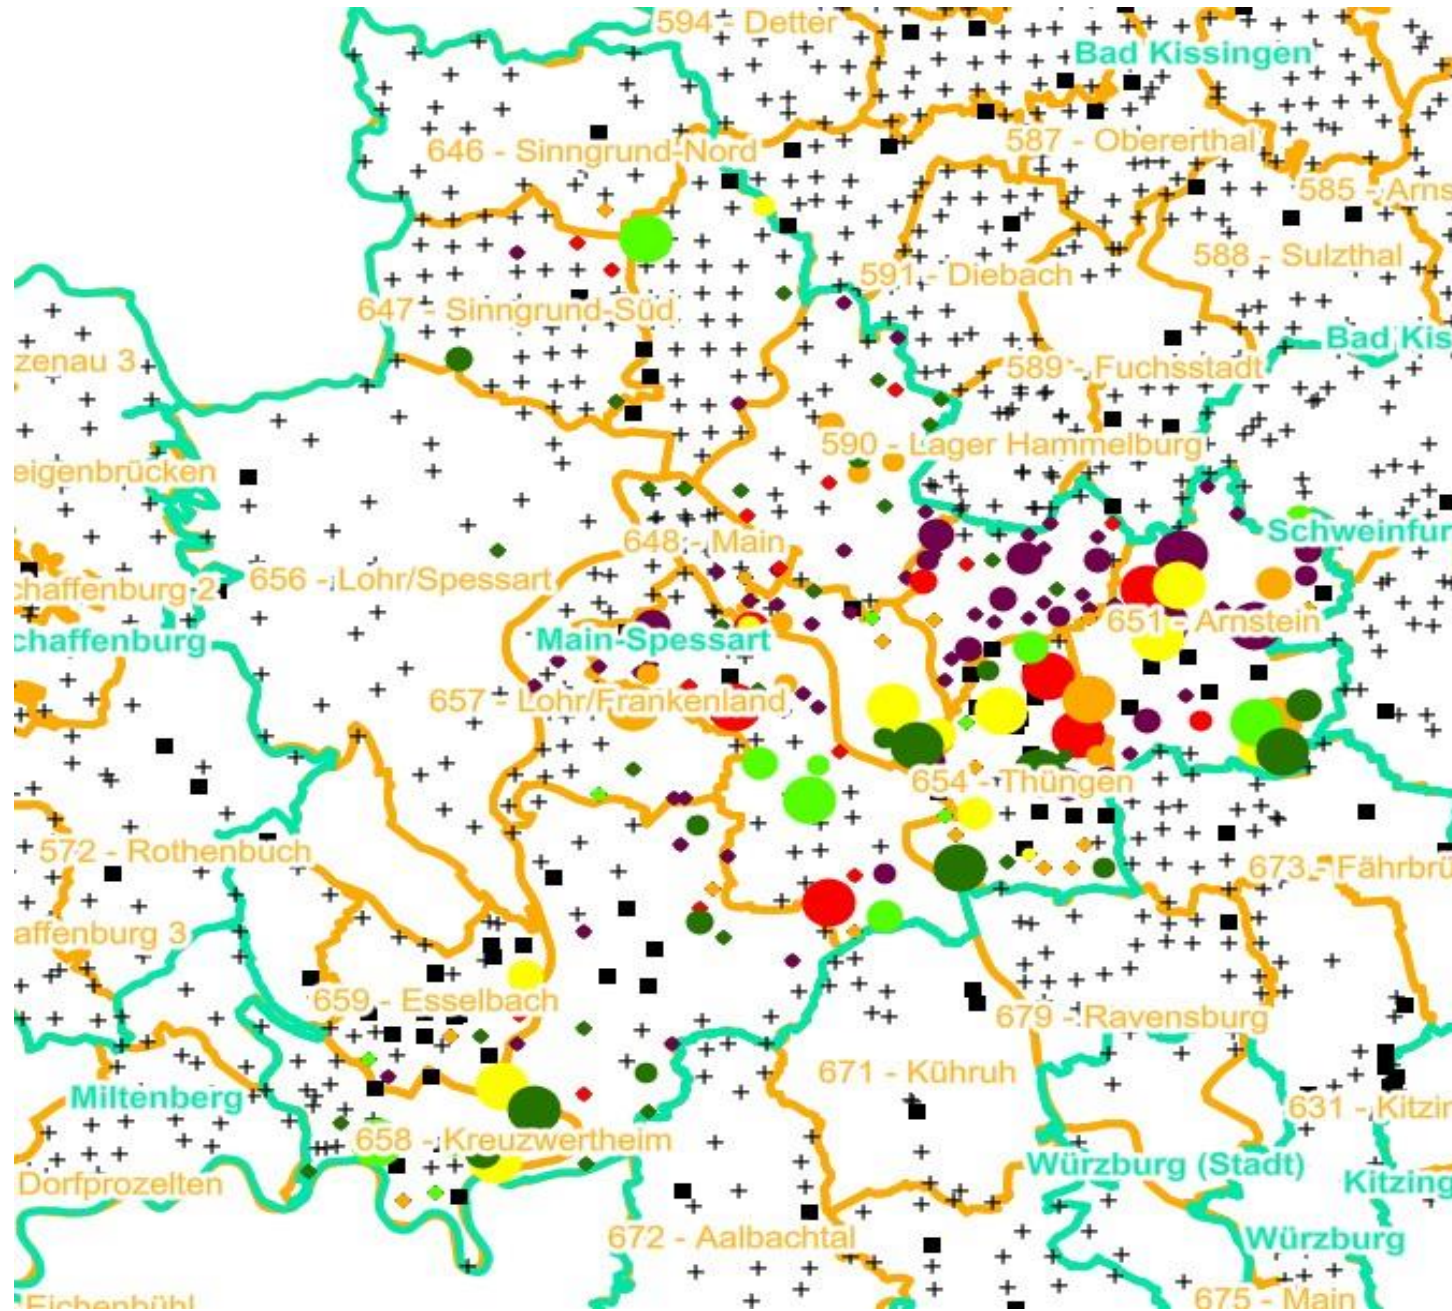 594 - Detter
Bad Kissingen
587 - Obererthal
646 - Sinngrund-Nord
585 - Arns
588 - Sulzthal
591 - Diebach
647 - Sinngrund-Süd
Bad Kis
zenau 3
589 - Fuchsstadt
590 - Lager Hammelburg
eigenbrücken
Schweinfur
648 - Main
656 - Lohr/Spessart
chaffenburg 2
651 - Arnstein
Main-Spessart
chaffenburg
657 - Lohr/Frankenland
654 - Thüngen
572 - Rothenbuch
673 - Fährbrü
affenburg 3
659 - Esselbach
679 - Ravensburg
671 - Kühruh
Miltenberg
631 - Kitzin
658 - Kreuzwertheim
Würzburg (Stadt)
Dorfprozelten
Kitzing
672 - Aalbachtal
Würzburg
675 - Main
Eichenbühl